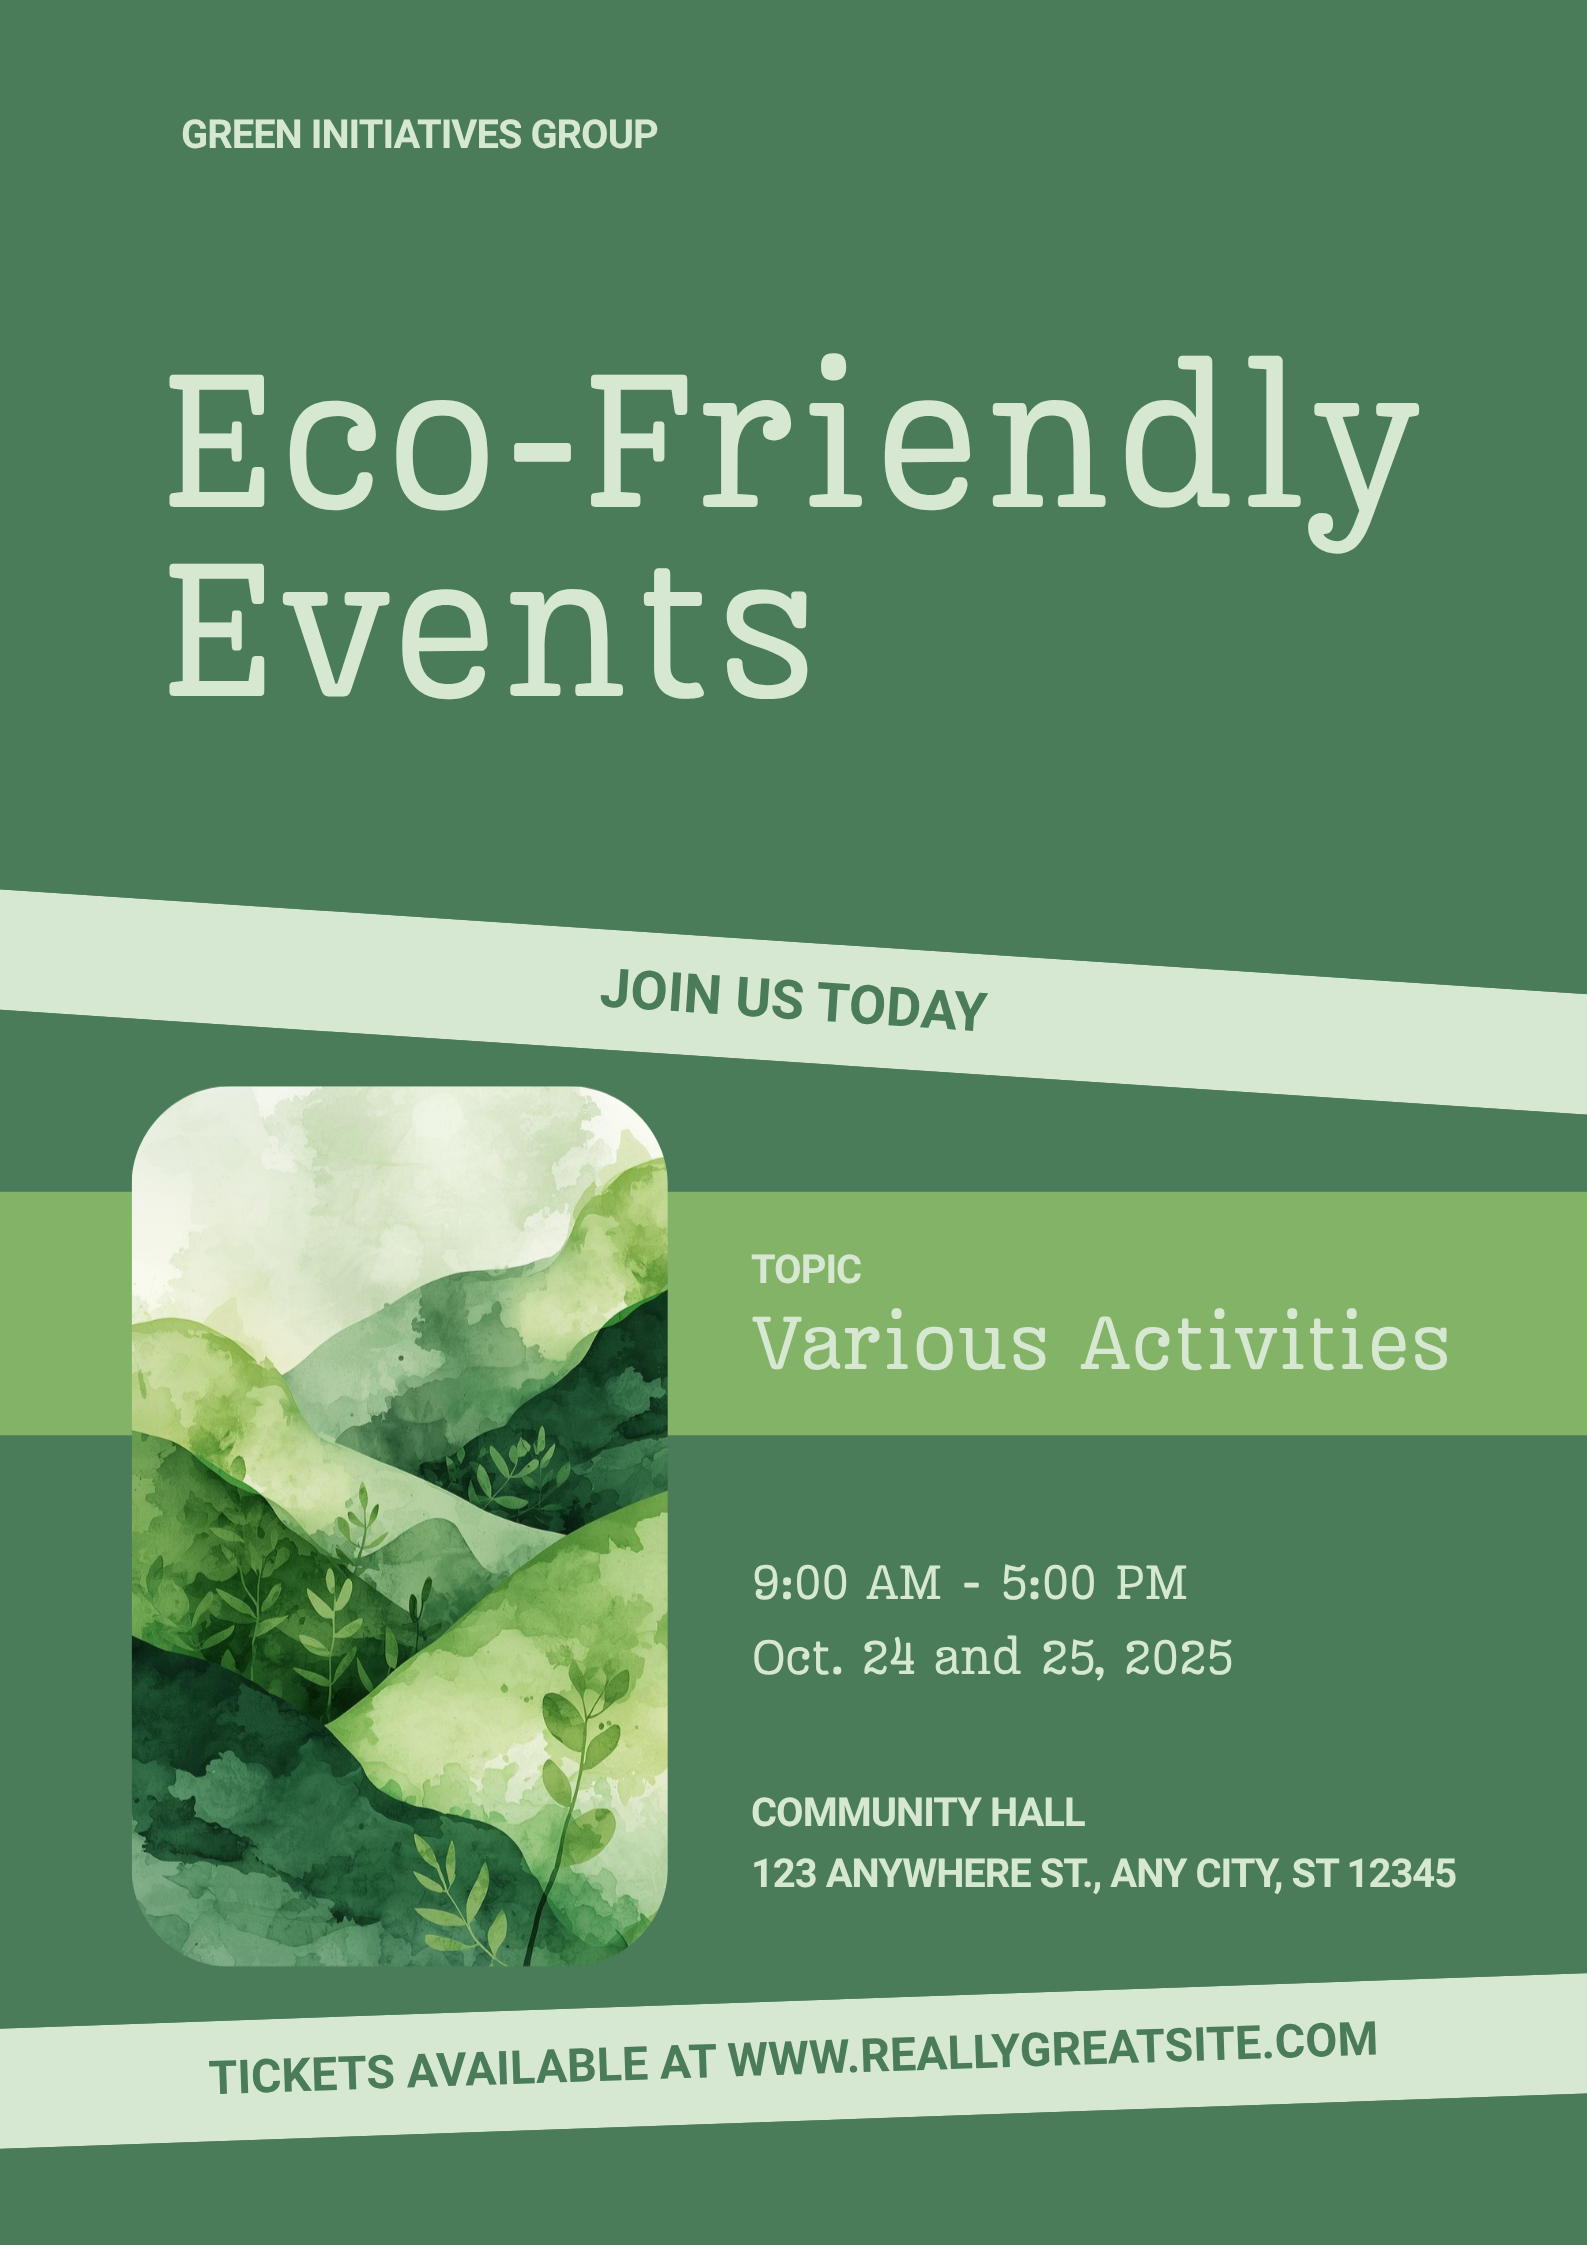 GREEN INITIATIVES GROUP
Eco-Friendly
Events
JOIN US TODAY
TOPIC
Various Activities
9:00 AM - 5:00 PM
Oct. 24 and 25, 2025
COMMUNITY HALL
123 ANYWHERE ST., ANY CITY, ST 12345
TICKETS AVAILABLE AT WWW.REALLYGREATSITE.COM